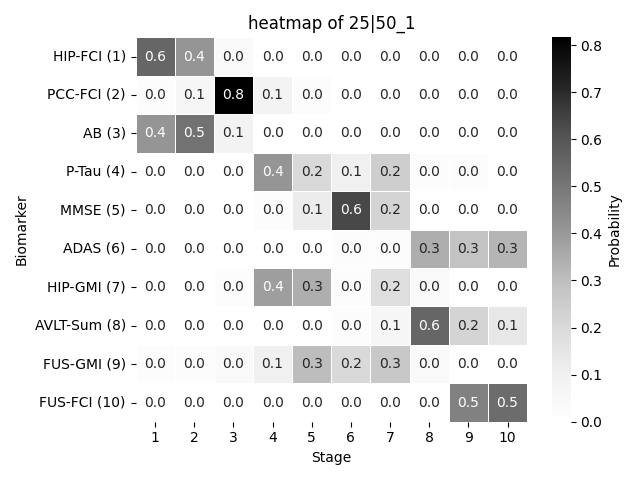 heatmap of 25|50_1
HIP-FCI (1) 0.6 0.4 0.0 0.0 0.0 0.0 0.0 0.0 0.0 0.0
PCC-FCI (2) 0.0 0.1 0.8 0.1 0.0 0.0 0.0 0.0 0.0 0.0
AB (3) 0.4 0.5 0.1 0.0 0.0 0.0 0.0 0.0 0.0 0.0
P-Tau (4) 0.0 0.0 0.0 0.4 0.2 0.1 0.2 0.0 0.0 0.0
MMSE (5) 0.0 0.0 0.0 0.0 0.1 0.6 0.2 0.0 0.0 0.0
ADAS (6) 0.0 0.0 0.0 0.0 0.0 0.0 0.0 0.3 0.3 0.3
HIP-GMI (7) 0.0 0.0 0.0 0.4 0.3 0.0 0.2 0.0 0.0 0.0
AVLT-Sum (8) 0.0 0.0 0.0 0.0 0.0 0.0 0.1 0.6 0.2 0.1
FUS-GMI (9) 0.0 0.0 0.0 0.1 0.3 0.2 0.3 0.0 0.0 0.0
FUS-FCI (10) 0.0 0.0 0.0 0.0 0.0 0.0 0.0 0.0 0.5 0.5
1 2 3 4 5 6 7 8 9 10
Stage
Biomarker
0.8
0.7
0.6
0.5
0.4
0.3
0.2
0.1
0.0
Probability